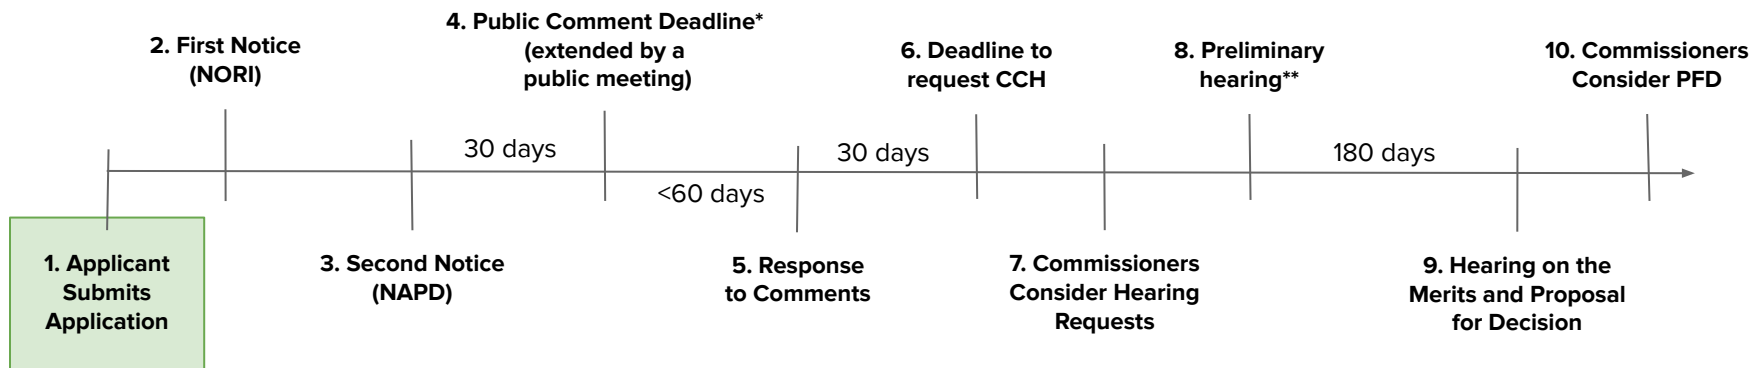 2. First Notice
(NORI)
4. Public Comment Deadline*
(extended by a
public meeting)
6. Deadline to
request CCH
8. Preliminary
hearing**
10. Commissioners
Consider PFD
30 days
<60 days
30 days
180 days
1. Applicant
Submits
Application
3. Second Notice
(NAPD)
5. Response
to Comments
7. Commissioners
Consider Hearing
Requests
9. Hearing on the
Merits and Proposal
for Decision